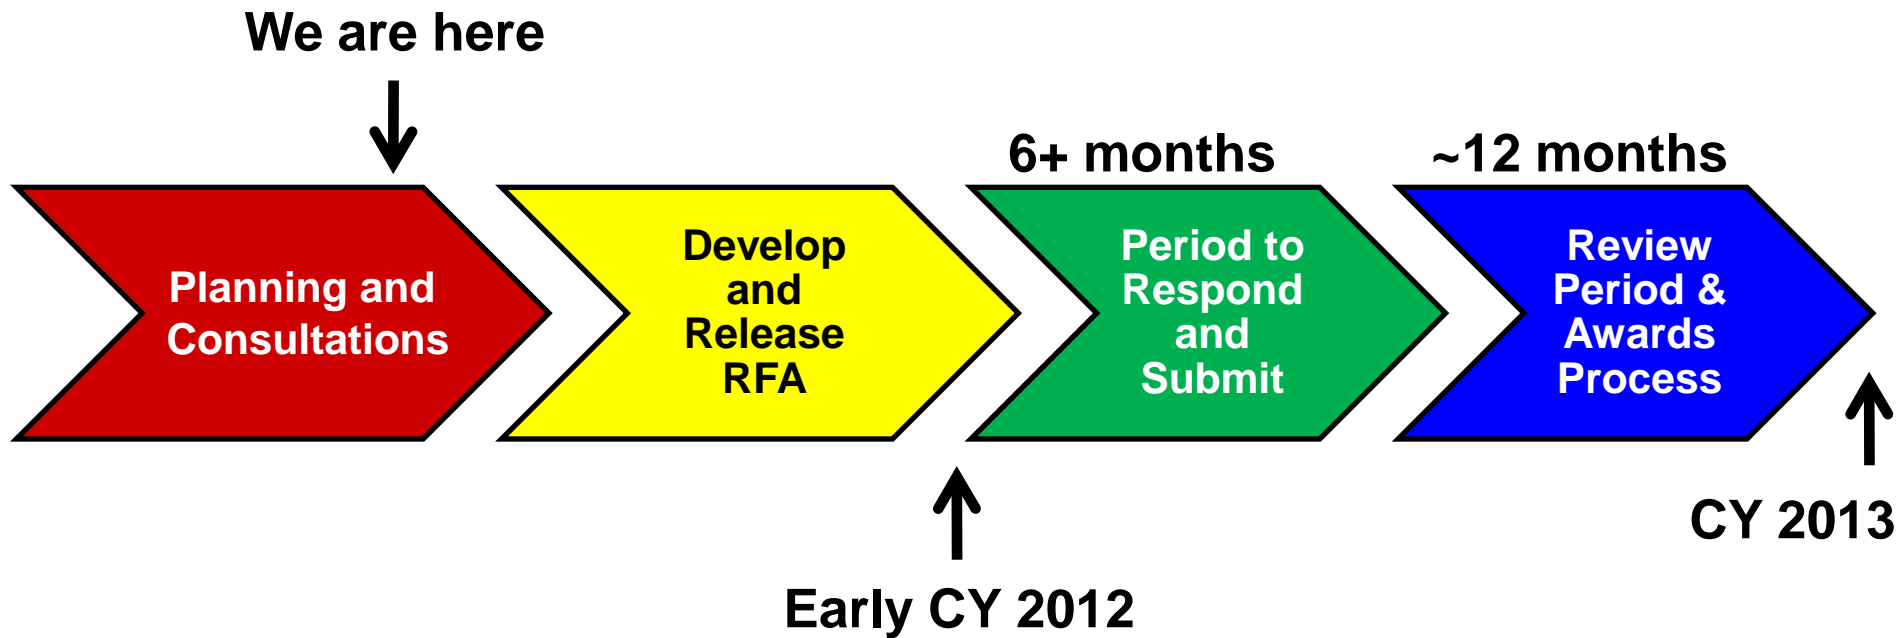 We are here
6+ months
~12 months
Planning and
Consultations
Develop
and
Release
RFA
Period to
Respond
and
Submit
Review
Period &
Awards
Process
CY 2013
Early CY 2012